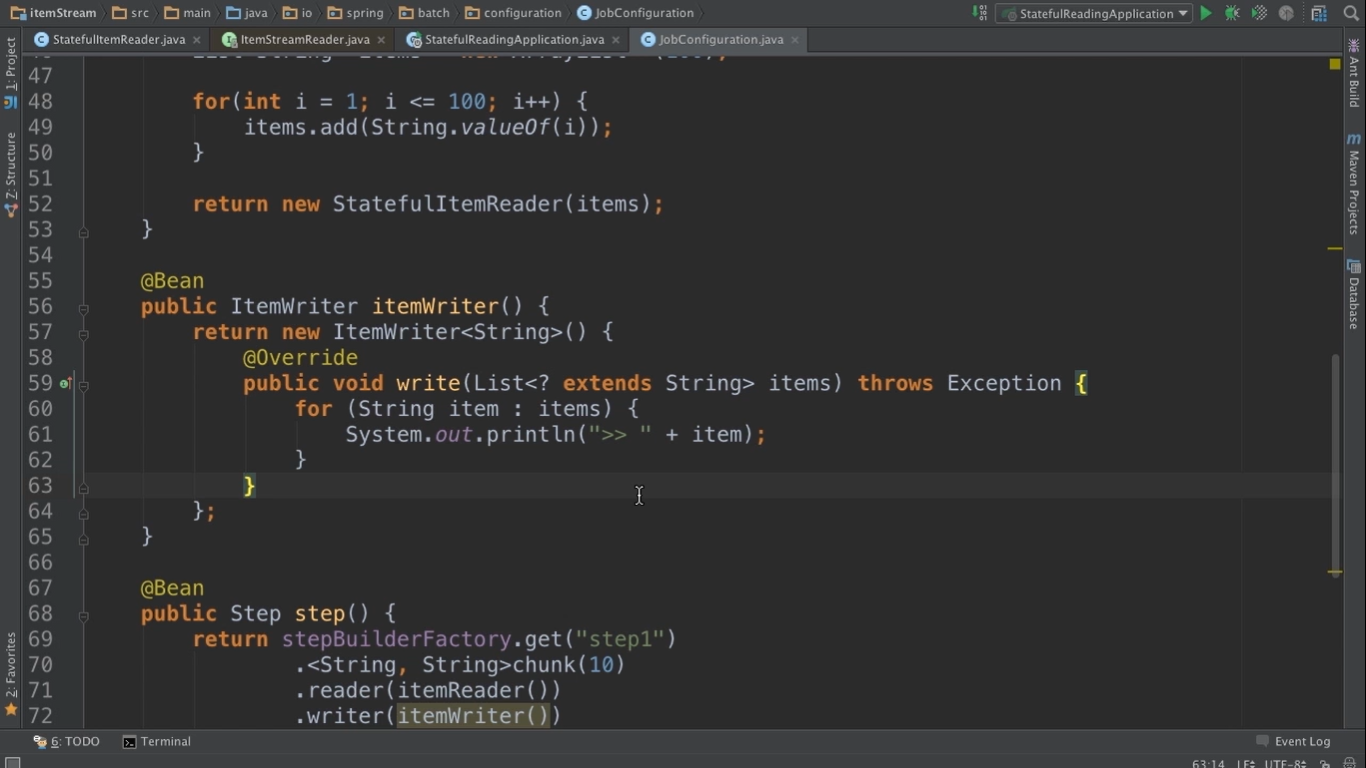 itemStream src main java io spring batch configuration JobConfiguration StatefulReadingApplication
StatefulItemReader.java ItemStreamReader.java StatefulReadingApplication.java JobConfiguration.java
1: Project
7: Structure
2: Favorites
47
48 for(int i = 1; i <= 100; i++) {
49 items.add(String.valueOf(i));
50 }
51
52 return new StatefulItemReader(items);
53 }
54
55 @Bean
56 public ItemWriter itemWriter() {
57 return new ItemWriter<String>() {
58 @Override
59 public void write(List<? extends String> items) throws Exception {
60 for (String item : items) {
61 System.out.println(">> " + item);
62 }
63 }
64 };
65 }
66
67 @Bean
68 public Step step() {
69 return stepBuilderFactory.get("step1")
70 .<String, String>chunk(10)
71 .reader(itemReader())
72 .writer(itemWriter())
Ant Build
Maven Projects
Database
6: TODO Terminal Event Log
63:14 LF UTF-8